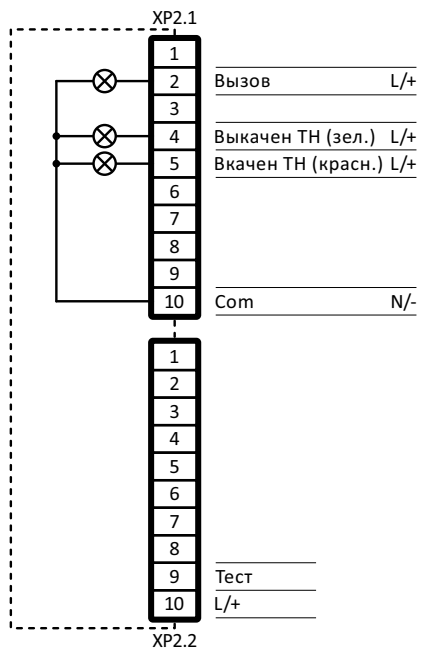 XP2.1
1
2 Вызов L/+
3
4 Выкачен ТН (зел.) L/+
5 Вкачен ТН (красн.) L/+
6
7
8
9
10 Com N/-
1
2
3
4
5
6
7
8
9 Тест
10 L/+
XP2.2